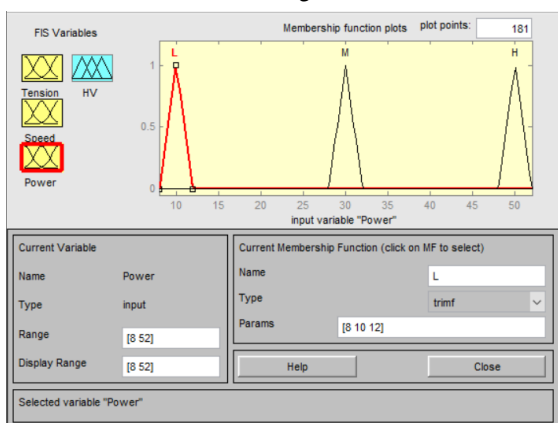 FIS Variables
Membership function plots plot points: 181
L M H
1
Tension HV
0.5
Speed
0
Power
10 15 20 25 30 35 40 45 50
input variable "Power"
Current Variable
Current Membership Function (click on MF to select)
Name Power
Name L
Type input
Type trimf
Params [8 10 12]
Range [8 52]
Display Range [8 52]
Help Close
Selected variable "Power"